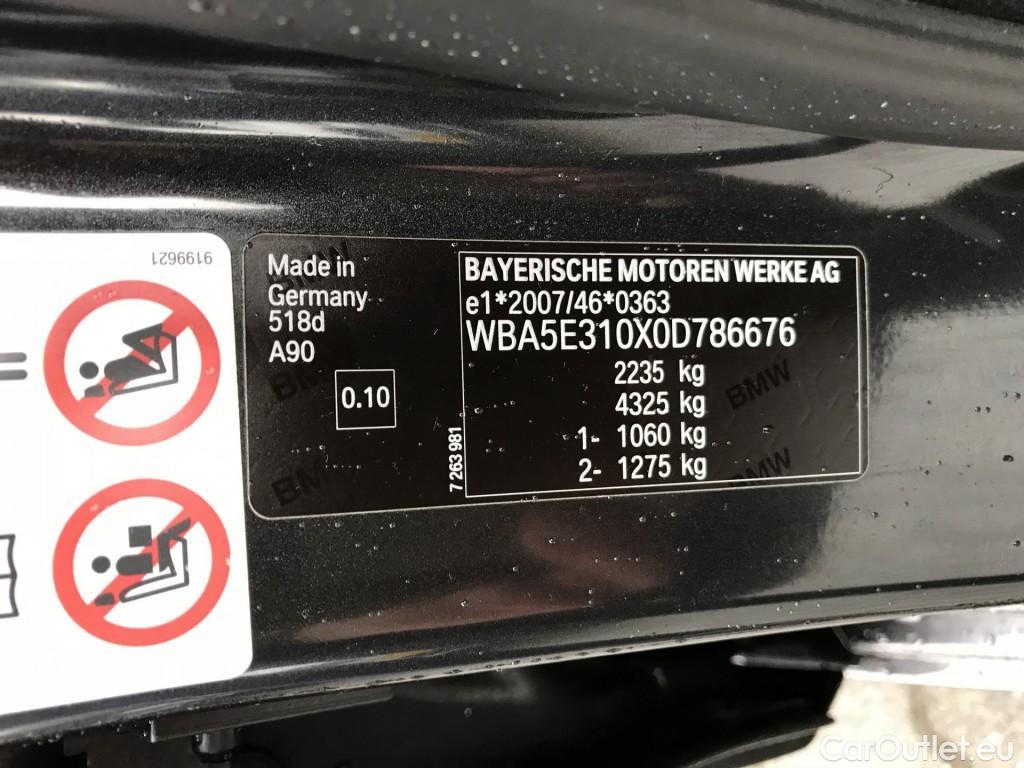 9199621
Made in
Germany
518d
A90
0.10
7 263 981
BAYERISCHE MOTOREN WERKE AG
e1*2007/46*0363
WBA5E310X0D786676
2235 kg
4325 kg
1- 1060 kg
2- 1275 kg
BMW
BMW
BMW
BMW
BMW
CarOutlet.eu